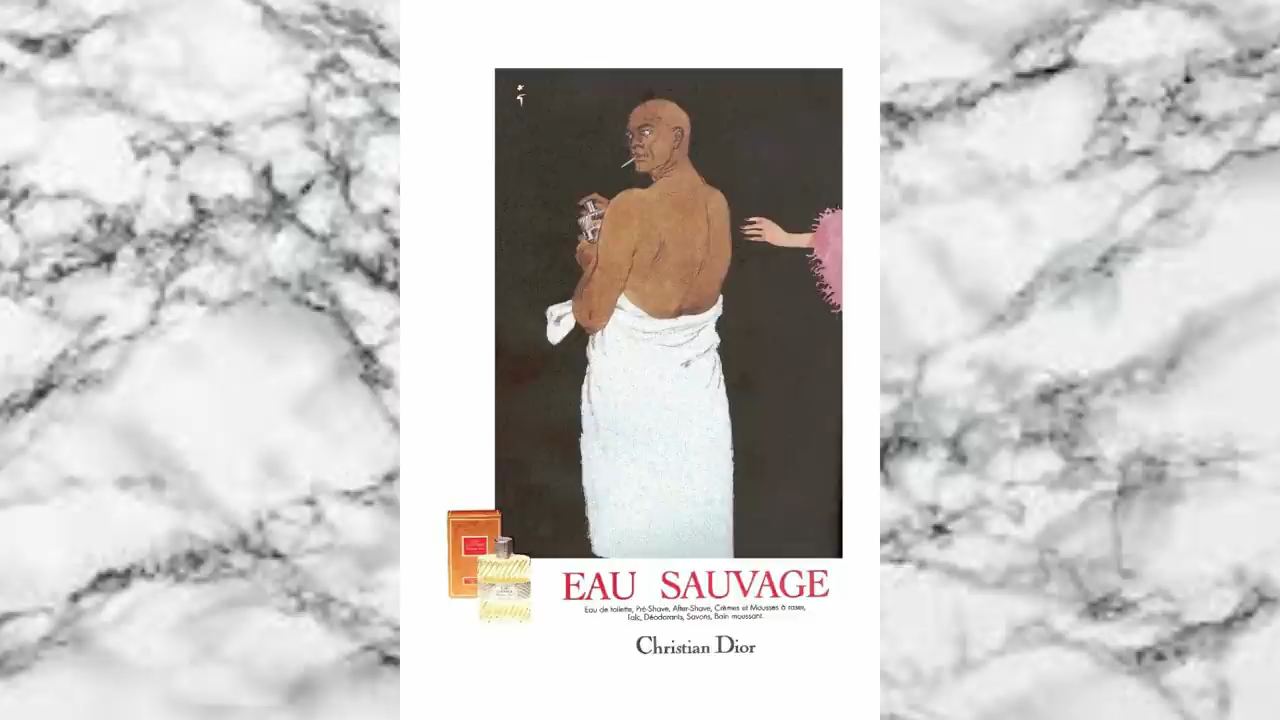 EAU SAUVAGE
Eau de toilette, Pré-Shave, After-Shave, Crèmes et Mousses à raser,
Talc, Déodorants, Savons, Bain moussant.
Christian Dior